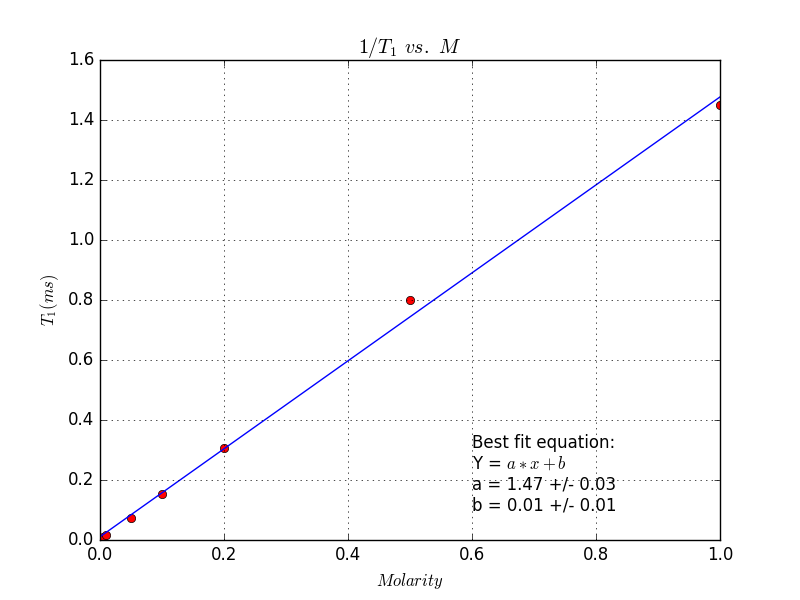 1/T₁ vs. M
1.6
1.4
1.2
1.0
0.8
0.6
0.4
0.2
0.0
T₁(ms)
Best fit equation:
Y = a∗x+b
a = 1.47 +/- 0.03
b = 0.01 +/- 0.01
0.0 0.2 0.4 0.6 0.8 1.0
Molarity